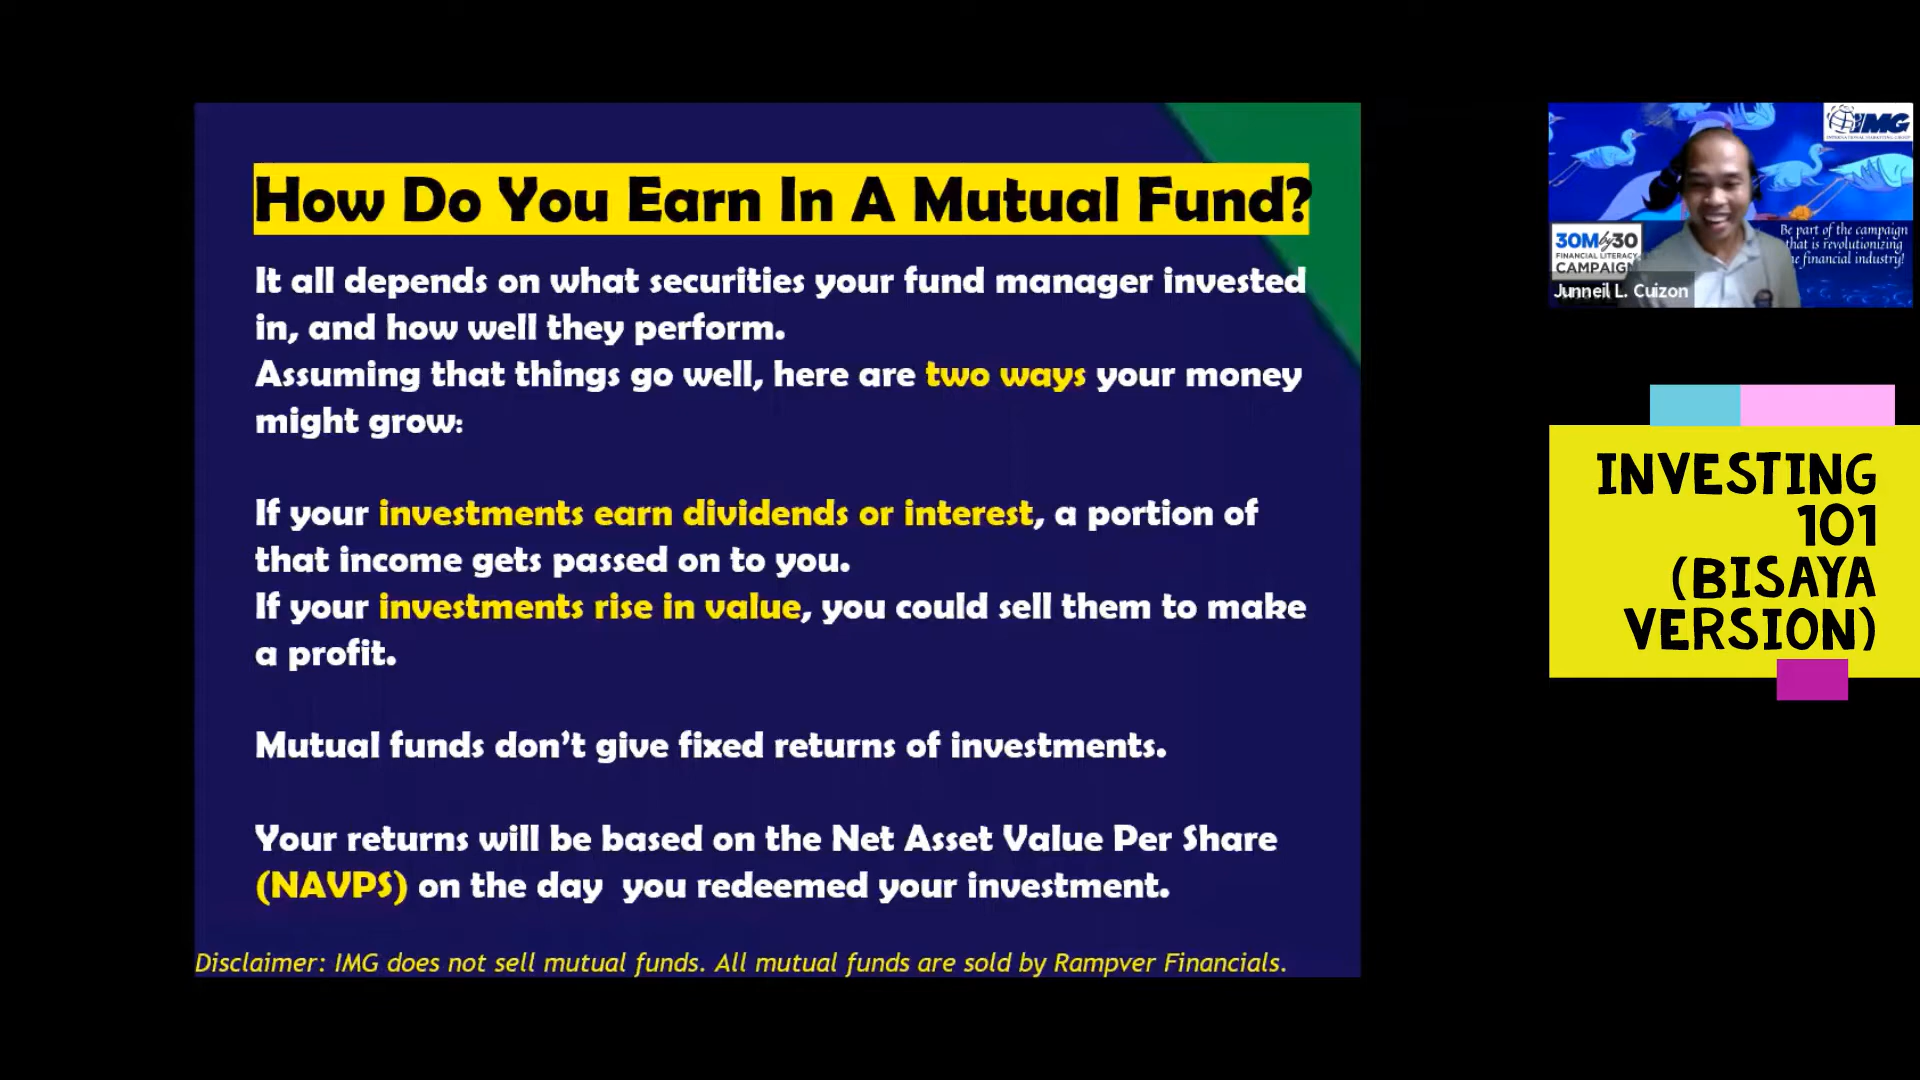 How Do You Earn In A Mutual Fund?
It all depends on what securities your fund manager invested
in, and how well they perform.
Assuming that things go well, here are two ways your money
might grow:
If your investments earn dividends or interest, a portion of
that income gets passed on to you.
If your investments rise in value, you could sell them to make
a profit.
Mutual funds don't give fixed returns of investments.
Your returns will be based on the Net Asset Value Per Share
(NAVPS) on the day you redeemed your investment.
Disclaimer: IMG does not sell mutual funds. All mutual funds are sold by Rampver Financials.
IMG
INTERNATIONAL MARKETING GROUP
30M by 30
FINANCIAL LITERACY
CAMPAIGN
Be part of the campaign
that is revolutionizing
financial industry!
Junneil L. Cuizon
INVESTING
101
(BISAYA
VERSION)